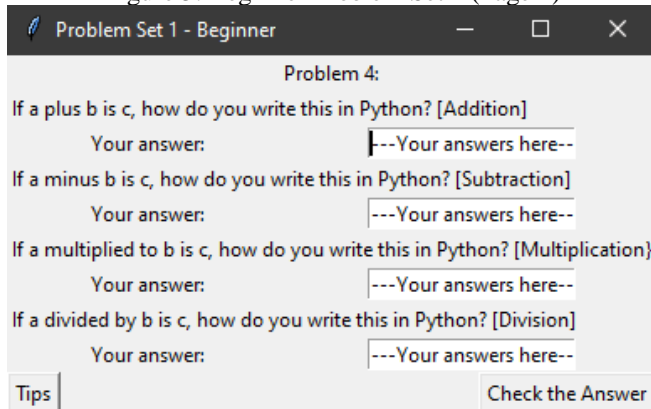 Problem Set 1 - Beginner
Problem 4:
If a plus b is c, how do you write this in Python? [Addition]
Your answer: ---Your answers here--
If a minus b is c, how do you write this in Python? [Subtraction]
Your answer: ---Your answers here--
If a multiplied to b is c, how do you write this in Python? [Multiplication}
Your answer: ---Your answers here--
If a divided by b is c, how do you write this in Python? [Division]
Your answer: ---Your answers here--
Tips Check the Answer